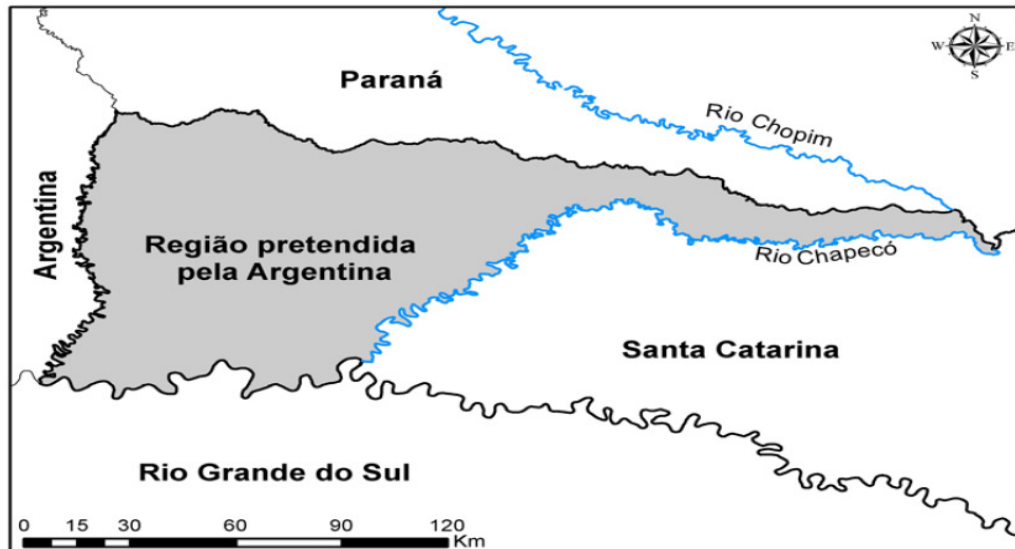 N
W
E
S
Paraná
Rio Chopim
Argentina
Região pretendida
pela Argentina
Rio Chapecó
Santa Catarina
Rio Grande do Sul
0 15 30 60 90 120
Km